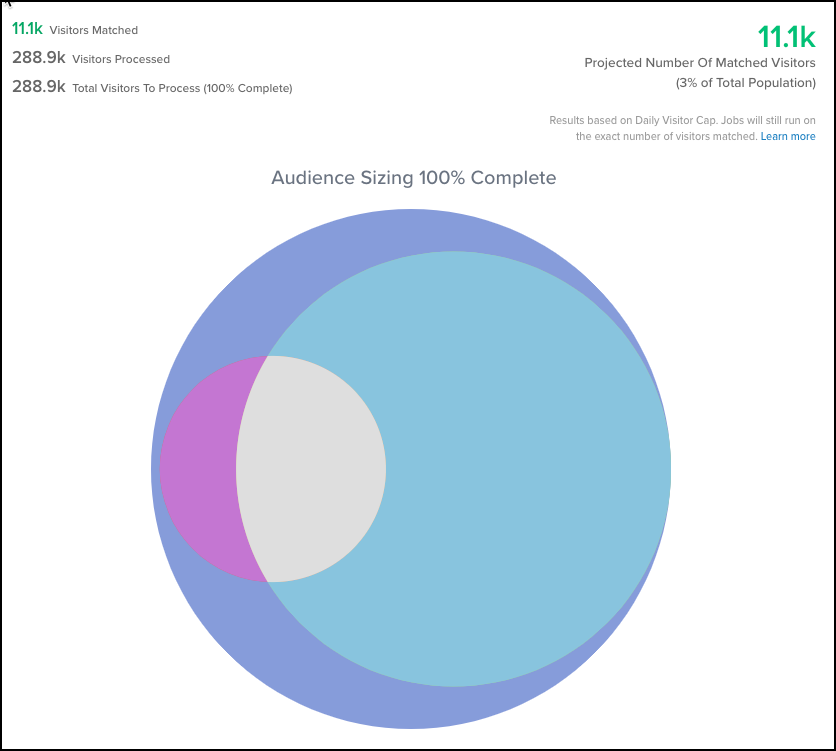 11.1k Visitors Matched
288.9k Visitors Processed
288.9k Total Visitors To Process (100% Complete)
11.1k
Projected Number Of Matched Visitors
(3% of Total Population)
Results based on Daily Visitor Cap. Jobs will still run on
the exact number of visitors matched. Learn more
Audience Sizing 100% Complete